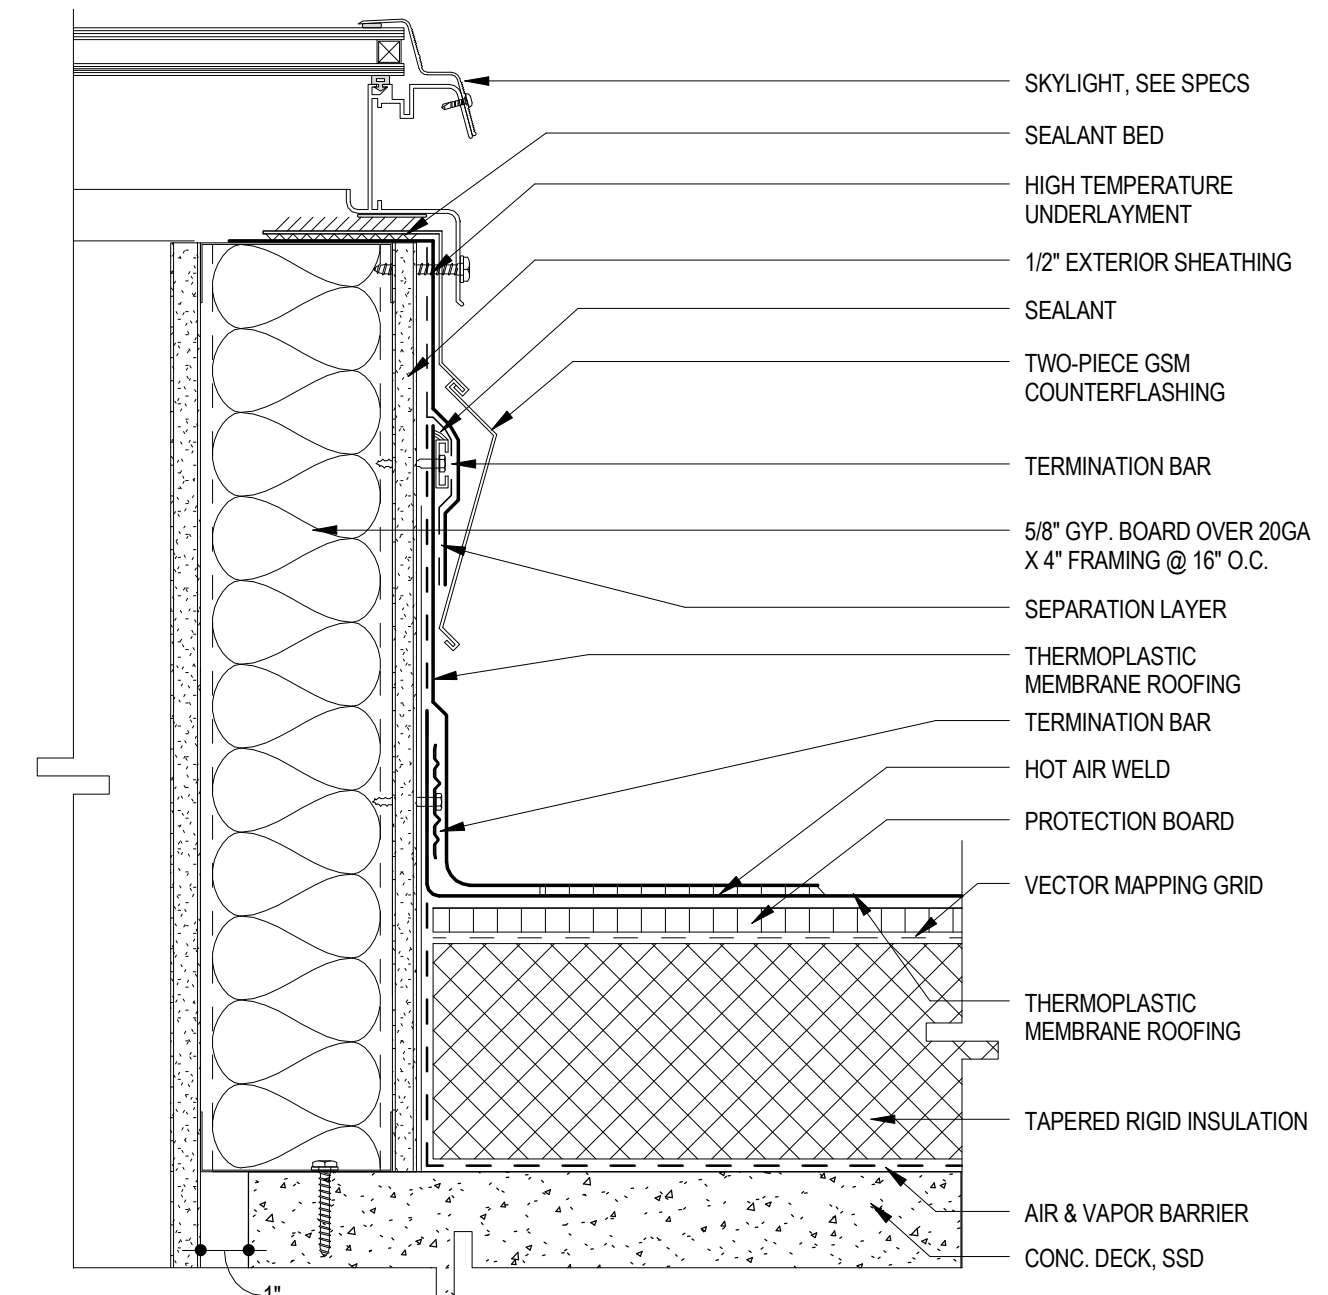 SKYLIGHT, SEE SPECS
SEALANT BED
HIGH TEMPERATURE
UNDERLAYMENT
1/2" EXTERIOR SHEATHING
SEALANT
TWO-PIECE GSM
COUNTERFLASHING
TERMINATION BAR
5/8" GYP. BOARD OVER 20GA
X 4" FRAMING @ 16" O.C.
SEPARATION LAYER
THERMOPLASTIC
MEMBRANE ROOFING
TERMINATION BAR
HOT AIR WELD
PROTECTION BOARD
VECTOR MAPPING GRID
THERMOPLASTIC
MEMBRANE ROOFING
TAPERED RIGID INSULATION
AIR & VAPOR BARRIER
CONC. DECK, SSD
1"